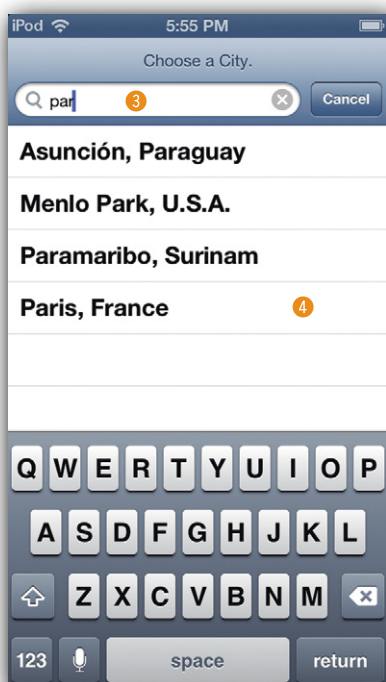 iPod 5:55 PM
Choose a City.
par 3 Cancel
Asunción, Paraguay
Menlo Park, U.S.A.
Paramaribo, Surinam
Paris, France 4
Q W E R T Y U I O P
A S D F G H J K L
Z X C V B N M
123 space return